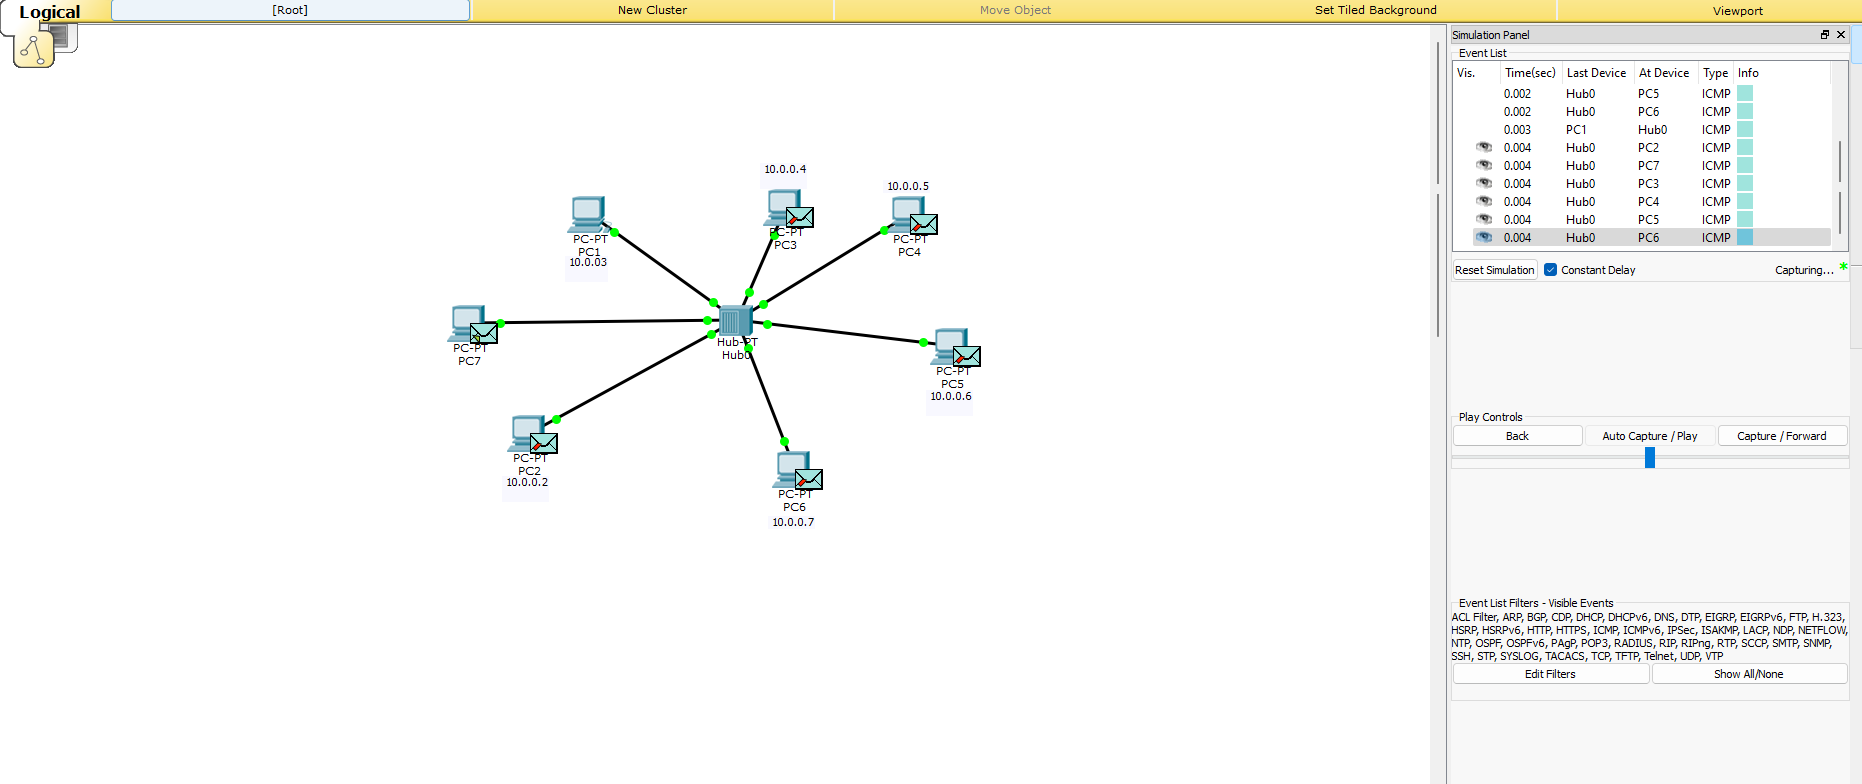 Logical [Root] New Cluster Move Object Set Tiled Background Viewport
10.0.0.4
10.0.0.5
PC-PT
PC1
10.0.03
PC-PT
PC3
PC-PT
PC4
PC-PT
PC7
Hub-PT
Hub0
PC-PT
PC5
10.0.0.6
PC-PT
PC2
10.0.0.2
PC-PT
PC6
10.0.0.7
Simulation Panel
Event List
Vis. Time(sec) Last Device At Device Type Info
0.002 Hub0 PC5 ICMP
0.002 Hub0 PC6 ICMP
0.003 PC1 Hub0 ICMP
0.004 Hub0 PC2 ICMP
0.004 Hub0 PC7 ICMP
0.004 Hub0 PC3 ICMP
0.004 Hub0 PC4 ICMP
0.004 Hub0 PC5 ICMP
0.004 Hub0 PC6 ICMP
Reset Simulation Constant Delay Capturing... *
Play Controls
Back Auto Capture / Play Capture / Forward
Event List Filters - Visible Events
ACL Filter, ARP, BGP, CDP, DHCP, DHCPv6, DNS, DTP, EIGRP, EIGRPv6, FTP, H.323,
HSRP, HSRPv6, HTTP, HTTPS, ICMP, ICMPv6, IPSec, ISAKMP, LACP, NDP, NETFLOW,
NTP, OSPF, OSPFv6, PAgP, POP3, RADIUS, RIP, RIPng, RTP, SCCP, SMTP, SNMP,
SSH, STP, SYSLOG, TACACS, TCP, TFTP, Telnet, UDP, VTP
Edit Filters Show All/None